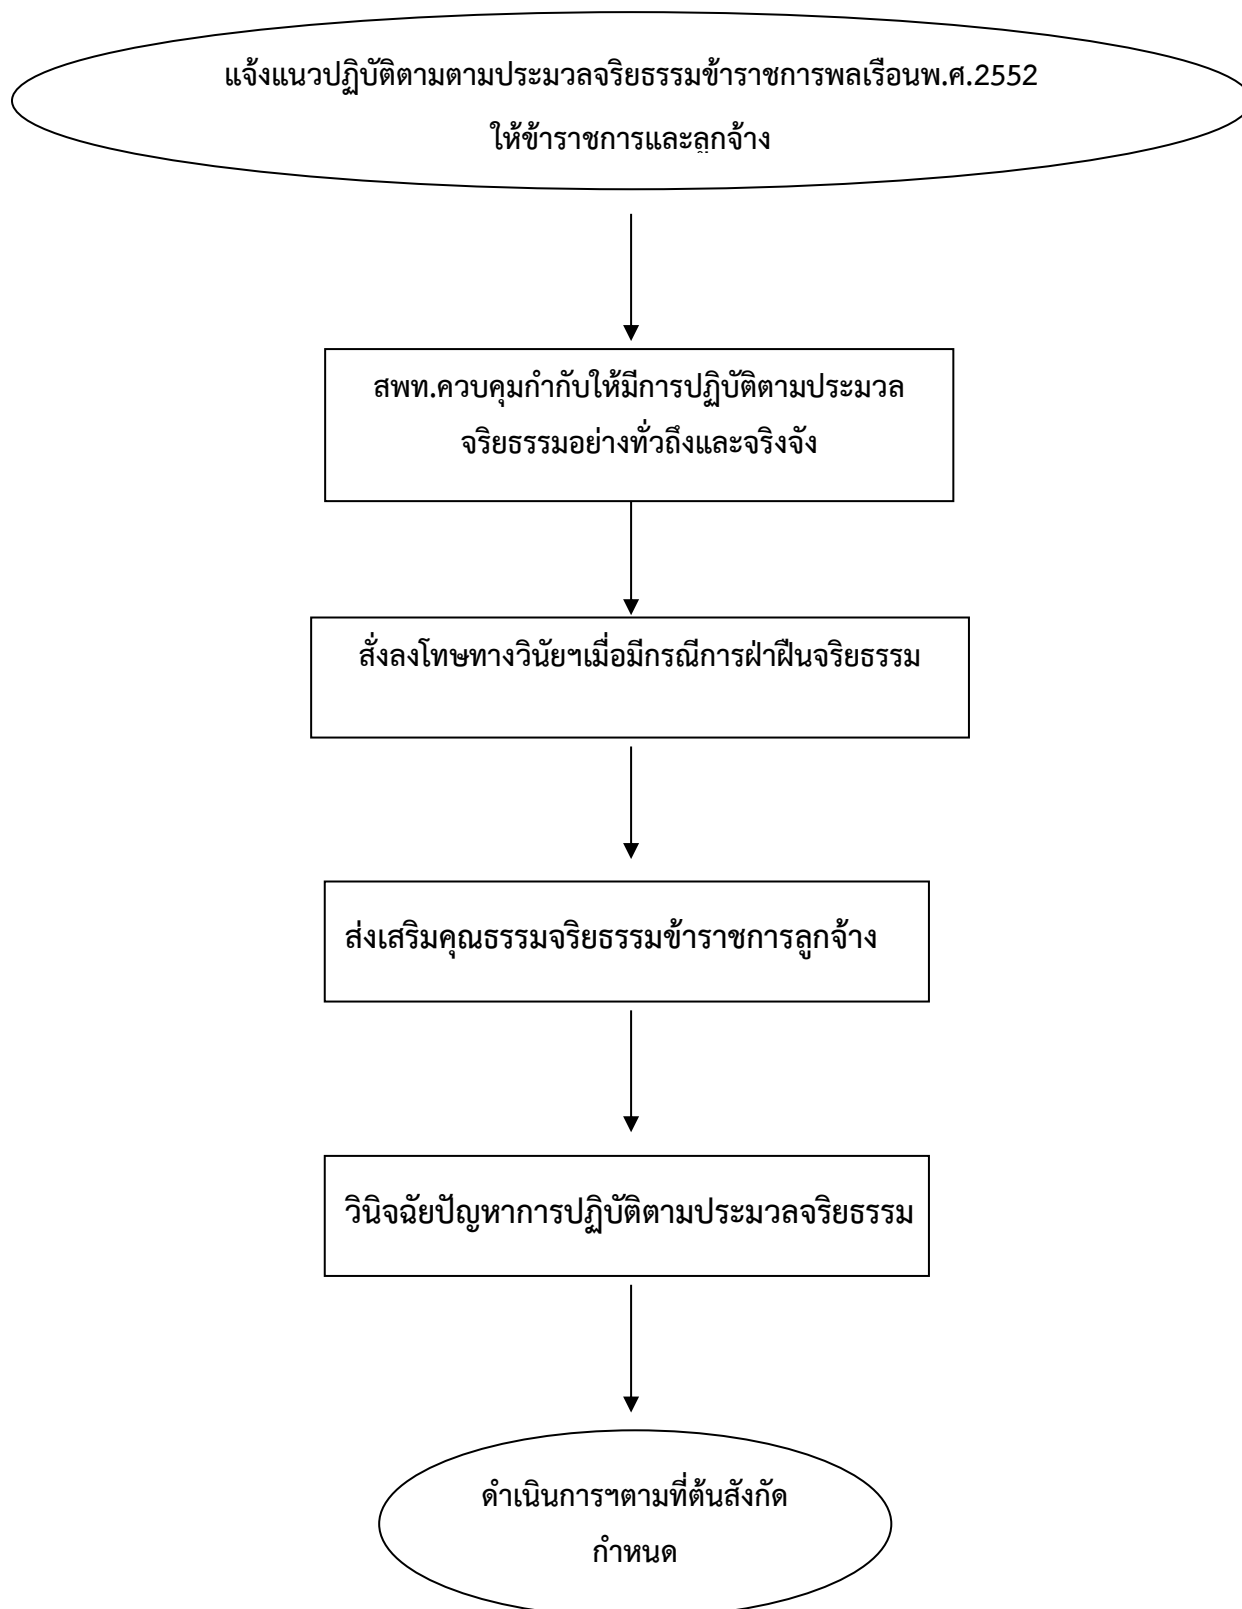 แจ้งแนวปฏิบัติตามตามประมวลจริยธรรมข้าราชการพลเรือนพ.ศ.2552
ให้ข้าราชการและลูกจ้าง
สพท.ควบคุมกำกับให้มีการปฏิบัติตามประมวล
จริยธรรมอย่างทั่วถึงและจริงจัง
สั่งลงโทษทางวินัยฯเมื่อมีกรณีการฝ่าฝืนจริยธรรม
ส่งเสริมคุณธรรมจริยธรรมข้าราชการลูกจ้าง
วินิจฉัยปัญหาการปฏิบัติตามประมวลจริยธรรม
ดำเนินการฯตามที่ต้นสังกัด
กำหนด